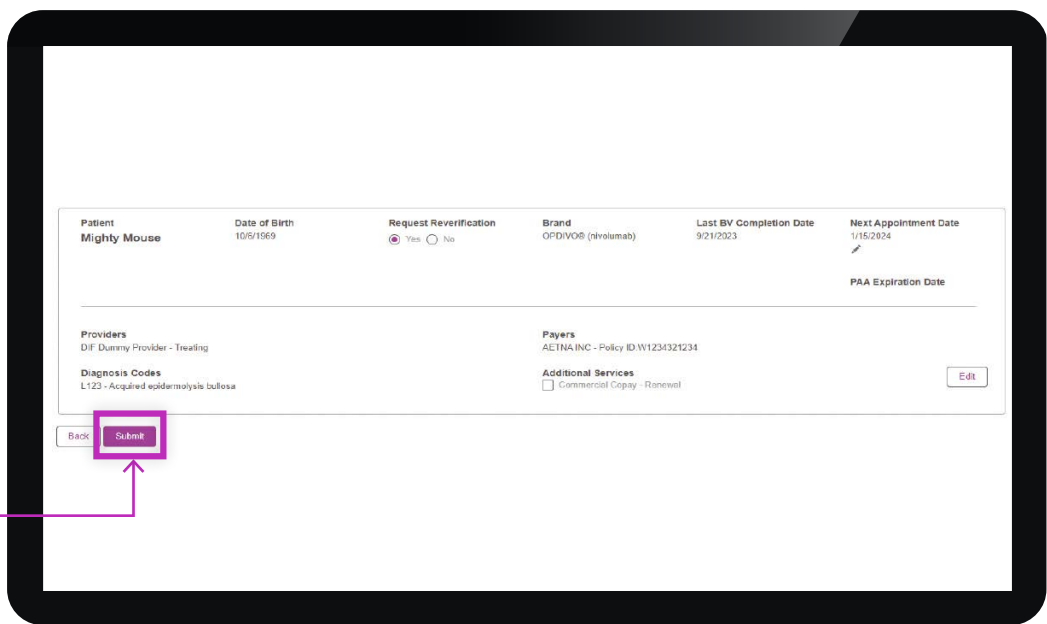 Patient
Mighty Mouse
Date of Birth
10/6/1969
Request Reverification
Yes No
Brand
OPDIVO® (nivolumab)
Last BV Completion Date
9/21/2023
Next Appointment Date
1/15/2024
PAA Expiration Date
Providers
DIF Dummy Provider - Treating
Payers
AETNA INC - Policy ID:W1234321234
Diagnosis Codes
L123 - Acquired epidermolysis bullosa
Additional Services
Commercial Copay - Renewal
Edit
Back Submit